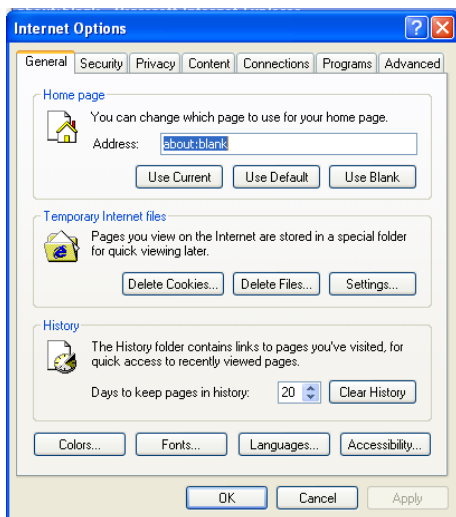 Internet Options
General Security Privacy Content Connections Programs Advanced
Home page
You can change which page to use for your home page.
Address: about:blank
Use Current Use Default Use Blank
Temporary Internet files
Pages you view on the Internet are stored in a special folder
for quick viewing later.
Delete Cookies... Delete Files... Settings...
History
The History folder contains links to pages you've visited, for
quick access to recently viewed pages.
Days to keep pages in history: 20 Clear History
Colors... Fonts... Languages... Accessibility...
OK Cancel Apply